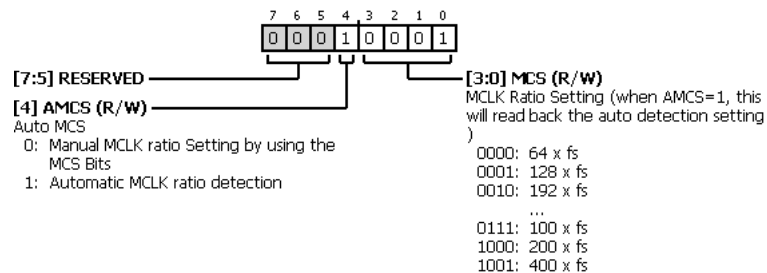 7 6 5 4 3 2 1 0
0 0 0 1 0 0 0 1
[7:5] RESERVED
[4] AMCS (R/W)
Auto MCS
0: Manual MCLK ratio Setting by using the
MCS Bits
1: Automatic MCLK ratio detection
[3:0] MCS (R/W)
MCLK Ratio Setting (when AMCS=1, this
will read back the auto detection setting
)
0000: 64 x fs
0001: 128 x fs
0010: 192 x fs
...
0111: 100 x fs
1000: 200 x fs
1001: 400 x fs